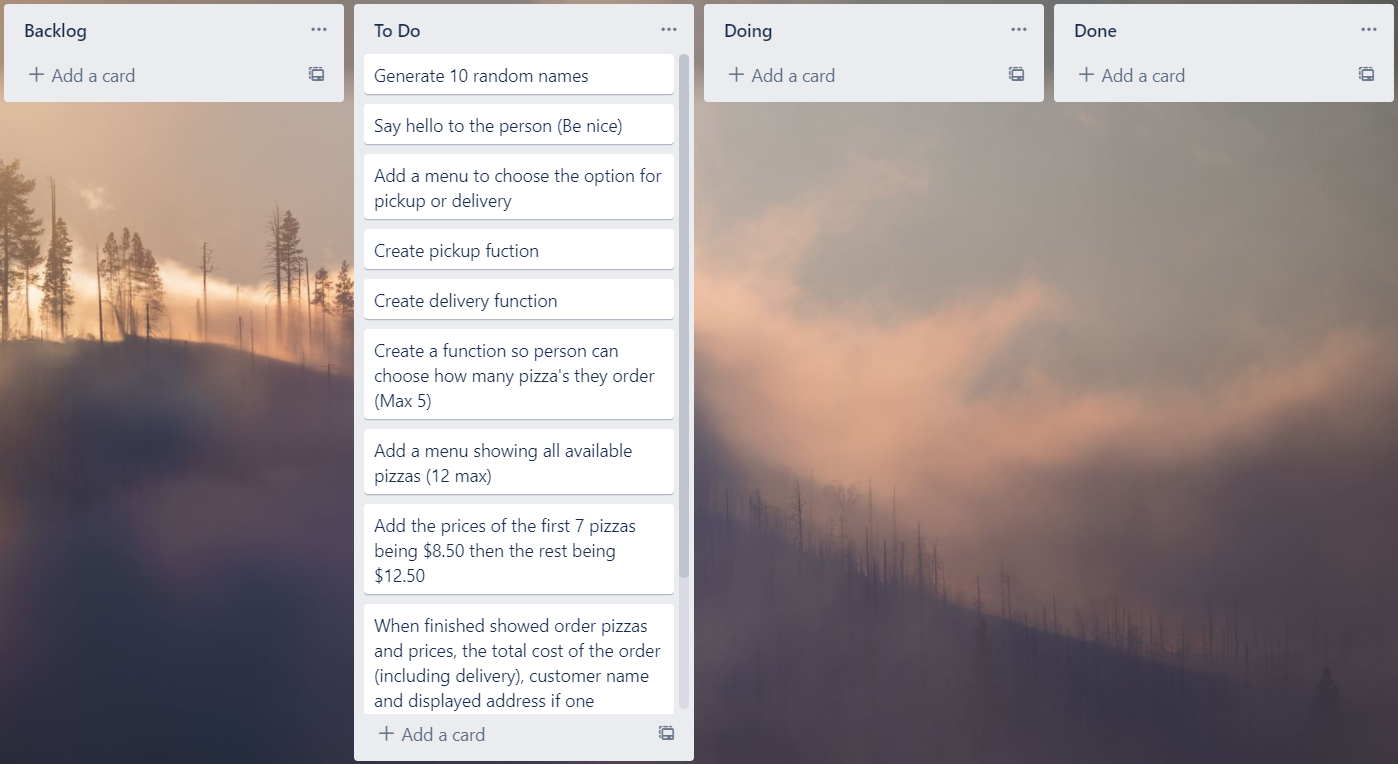 Backlog
Add a card
To Do
Generate 10 random names
Say hello to the person (Be nice)
Add a menu to choose the option for
pickup or delivery
Create pickup fuction
Create delivery function
Create a function so person can
choose how many pizza's they order
(Max 5)
Add a menu showing all available
pizzas (12 max)
Add the prices of the first 7 pizzas
being $8.50 then the rest being
$12.50
When finished showed order pizzas
and prices, the total cost of the order
(including delivery), customer name
and displayed address if one
Add a card
Doing
Add a card
Done
Add a card